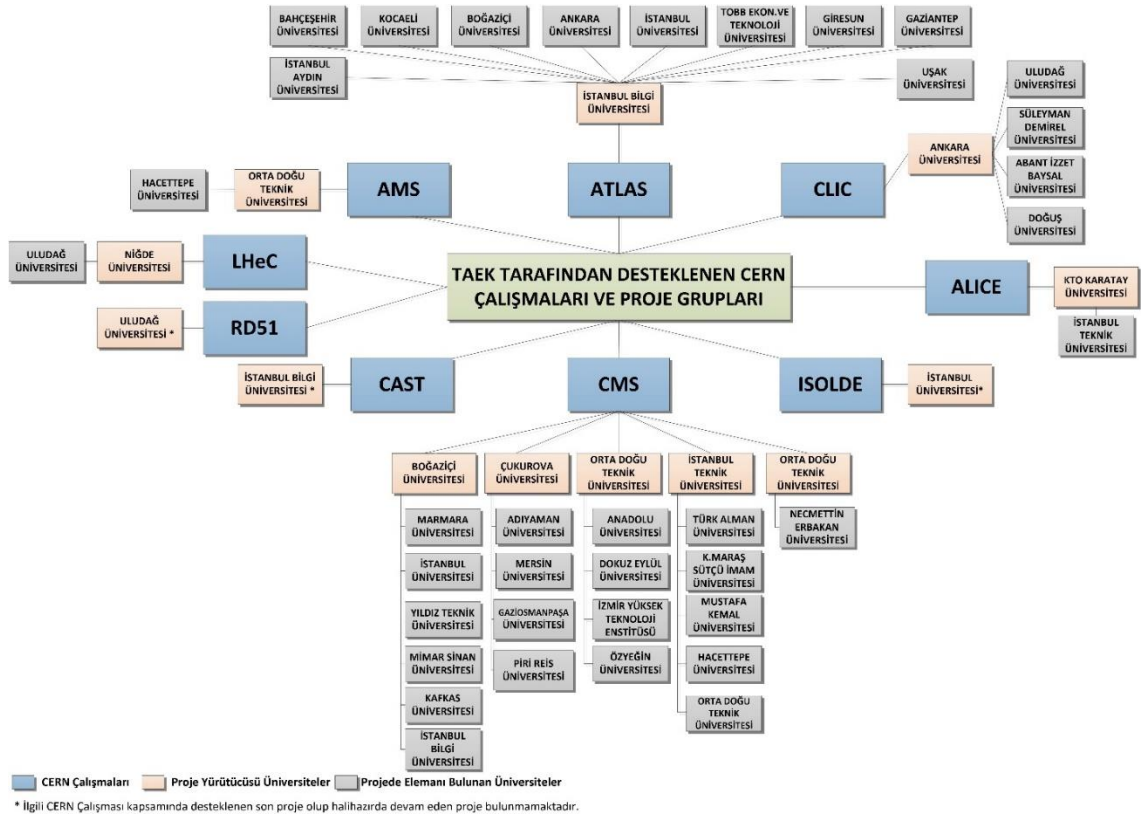 BAHÇEŞEHİR
ÜNİVERSİTESİ
KOCAELİ
ÜNİVERSİTESİ
BOĞAZİÇİ
ÜNİVERSİTESİ
ANKARA
ÜNİVERSİTESİ
İSTANBUL
ÜNİVERSİTESİ
TOBB EKON.VE
TEKNOLOJİ
ÜNİVERSİTESİ
GİRESUN
ÜNİVERSİTESİ
GAZİANTEP
ÜNİVERSİTESİ
İSTANBUL
AYDIN
ÜNİVERSİTESİ
UŞAK
ÜNİVERSİTESİ
İSTANBUL BİLGİ
ÜNİVERSİTESİ
ULUDAĞ
ÜNİVERSİTESİ
SÜLEYMAN
DEMİREL
ÜNİVERSİTESİ
ANKARA
ÜNİVERSİTESİ
ABANT İZZET
BAYSAL
ÜNİVERSİTESİ
DOĞUŞ
ÜNİVERSİTESİ
HACETTEPE
ÜNİVERSİTESİ
ORTA DOĞU
TEKNİK
ÜNİVERSİTESİ
AMS
ATLAS
CLIC
ULUDAĞ
ÜNİVERSİTESİ
NİĞDE
ÜNİVERSİTESİ
LHeC
TAEK TARAFINDAN DESTEKLENEN CERN
ÇALIŞMALARI VE PROJE GRUPLARI
ALICE
KTO KARATAY
ÜNİVERSİTESİ
İSTANBUL
TEKNİK
ÜNİVERSİTESİ
ULUDAĞ
ÜNİVERSİTESİ *
RD51
İSTANBUL BİLGİ
ÜNİVERSİTESİ *
CAST
CMS
ISOLDE
İSTANBUL
ÜNİVERSİTESİ*
BOĞAZİÇİ
ÜNİVERSİTESİ
ÇUKUROVA
ÜNİVERSİTESİ
ORTA DOĞU
TEKNİK
ÜNİVERSİTESİ
İSTANBUL
TEKNİK
ÜNİVERSİTESİ
ORTA DOĞU
TEKNİK
ÜNİVERSİTESİ
MARMARA
ÜNİVERSİTESİ
ADIYAMAN
ÜNİVERSİTESİ
ANADOLU
ÜNİVERSİTESİ
TÜRK ALMAN
ÜNİVERSİTESİ
NECMETTİN
ERBAKAN
ÜNİVERSİTESİ
İSTANBUL
ÜNİVERSİTESİ
MERSİN
ÜNİVERSİTESİ
DOKUZ EYLÜL
ÜNİVERSİTESİ
K.MARAŞ
SÜTÇÜ İMAM
ÜNİVERSİTESİ
YILDIZ TEKNİK
ÜNİVERSİTESİ
GAZİOSMANPAŞA
ÜNİVERSİTESİ
İZMİR YÜKSEK
TEKNOLOJİ
ENSTİTÜSÜ
MUSTAFA
KEMAL
ÜNİVERSİTESİ
MİMAR SİNAN
ÜNİVERSİTESİ
PİRİ REİS
ÜNİVERSİTESİ
ÖZYEĞİN
ÜNİVERSİTESİ
HACETTEPE
ÜNİVERSİTESİ
KAFKAS
ÜNİVERSİTESİ
ORTA DOĞU
TEKNİK
ÜNİVERSİTESİ
İSTANBUL
BİLGİ
ÜNİVERSİTESİ
CERN Çalışmaları
Proje Yürütücüsü Üniversiteler
Projede Elemanı Bulunan Üniversiteler
* İlgili CERN Çalışması kapsamında desteklenen son proje olup halihazırda devam eden proje bulunmamaktadır.